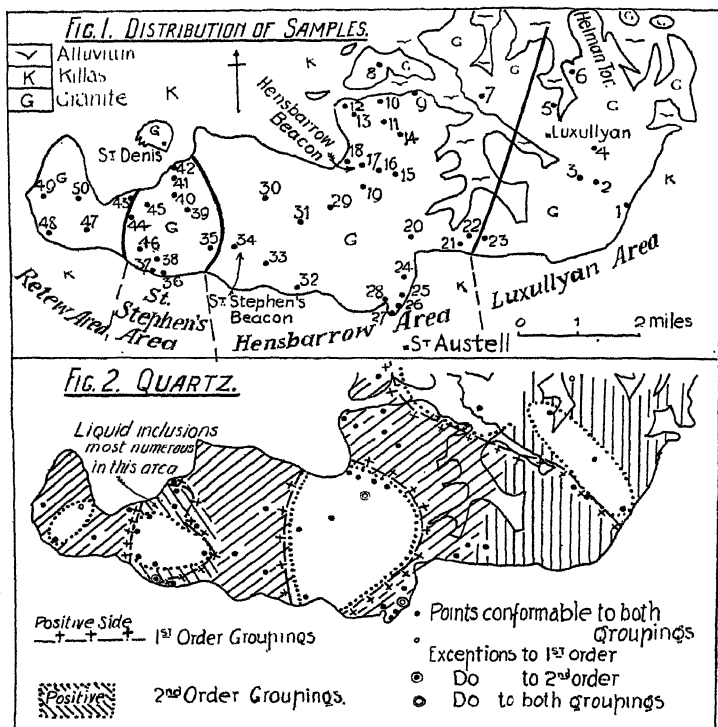 FIG. 1. DISTRIBUTION OF SAMPLES.
Alluvium
K Killas
G Granite
K
K
K
G
G
G
Helman Tor.
G
G
8
7
6
5
Luxullyan
4
3
2
1
G
K
Hensbarrow
Beacon
12
10
9
13
11
14
18
17
16
15
19
G
ST DENIS
42
41
40
39
45
G
43
44
46
38
37
36
35
49
G
50
48
47
30
31
29
34
33
32
G
20
21
22
23
24
25
26
27
28
K
K
Retew Area.
St.
Stephen's
Area
ST. Stephen's
Beacon
Hensbarrow Area
Luxullyan Area
ST AUSTELL
0 1 2 miles
FIG. 2. QUARTZ.
Liquid inclusions
most numerous
in this area
Positive Side
1st Order Groupings
Positive
2nd Order Groupings.
Points conformable to both
groupings
Exceptions to 1st order
Do to 2nd order
Do to both groupings